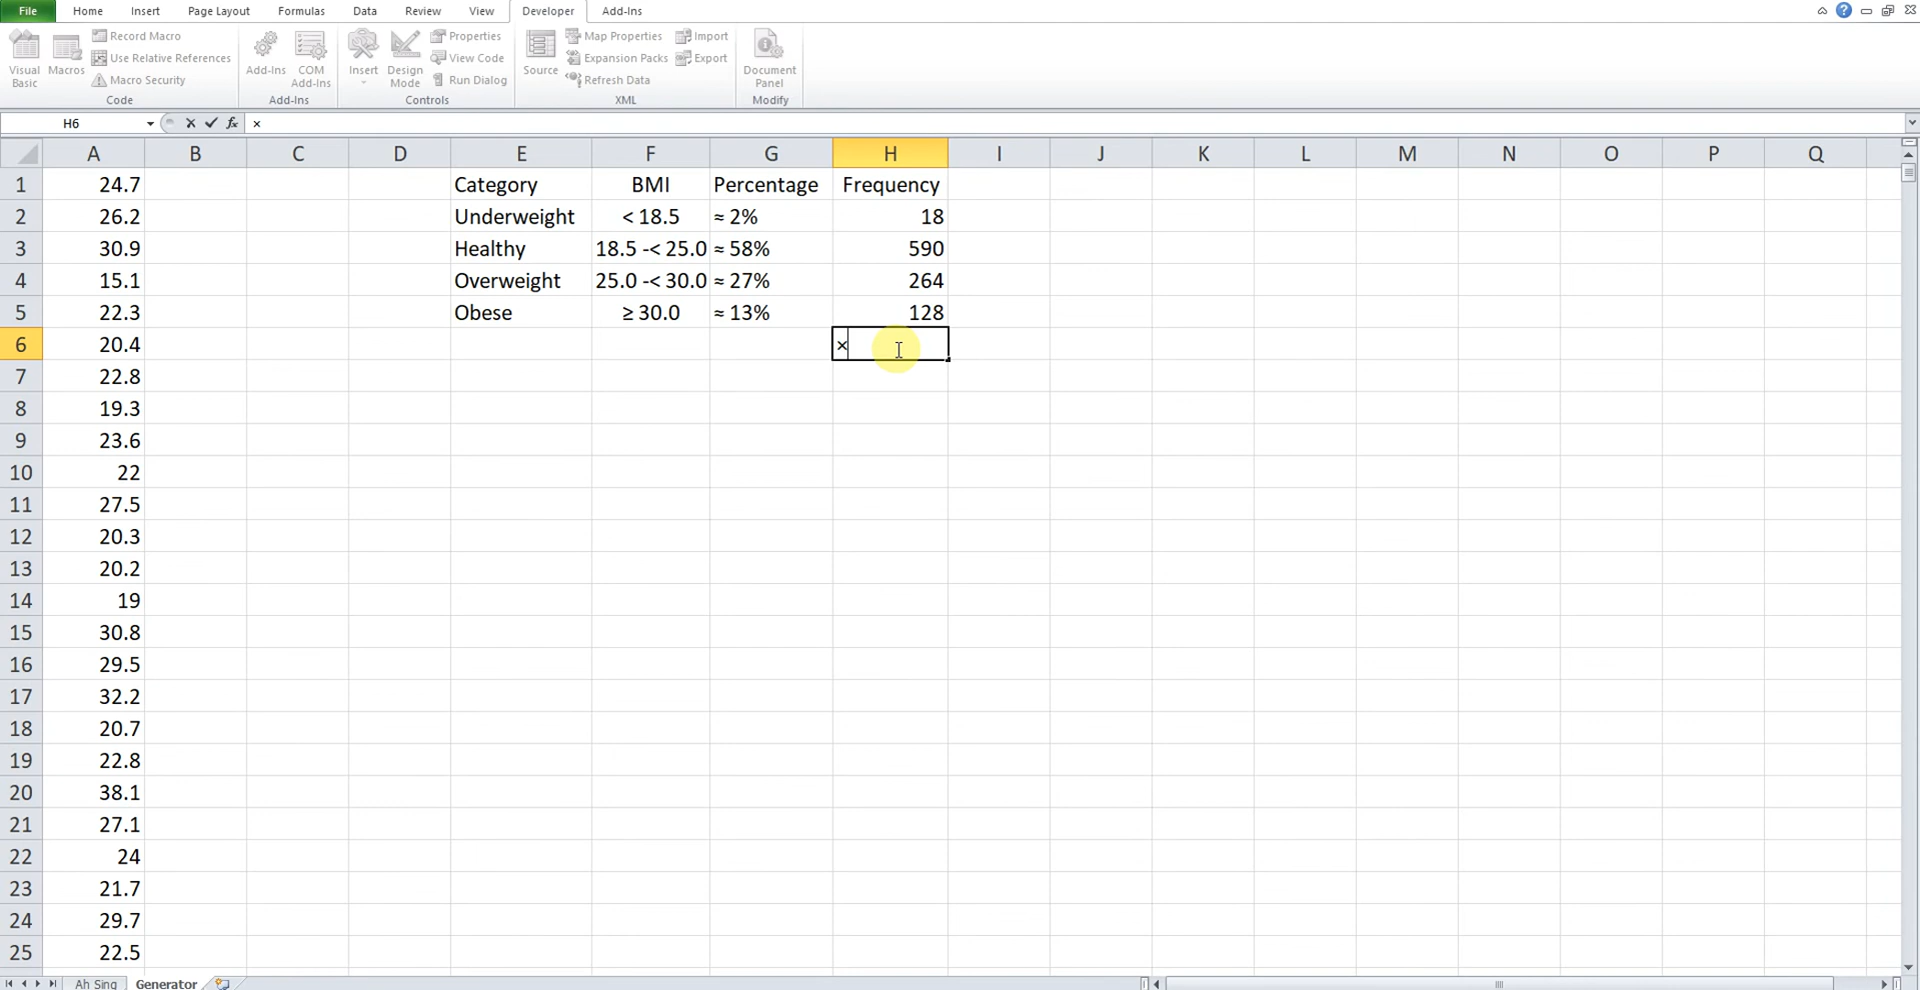 File Home Insert Page Layout Formulas Data Review View Developer Add-Ins
Visual Basic
Macros
Record Macro
Use Relative References
Macro Security
Code
Add-Ins
COM Add-Ins
Add-Ins
Insert
Design Mode
Properties
View Code
Run Dialog
Controls
Source
Map Properties
Expansion Packs
Refresh Data
Import
Export
XML
Document Panel
Modify
H6 fx ×
A B C D E F G H I J K L M N O P Q
1 24.7 Category BMI Percentage Frequency
2 26.2 Underweight < 18.5 ≈ 2% 18
3 30.9 Healthy 18.5 -< 25.0 ≈ 58% 590
4 15.1 Overweight 25.0 -< 30.0 ≈ 27% 264
5 22.3 Obese ≥ 30.0 ≈ 13% 128
6 20.4 ×
7 22.8
8 19.3
9 23.6
10 22
11 27.5
12 20.3
13 20.2
14 19
15 30.8
16 29.5
17 32.2
18 20.7
19 22.8
20 38.1
21 27.1
22 24
23 21.7
24 29.7
25 22.5
Ah Sing Generator